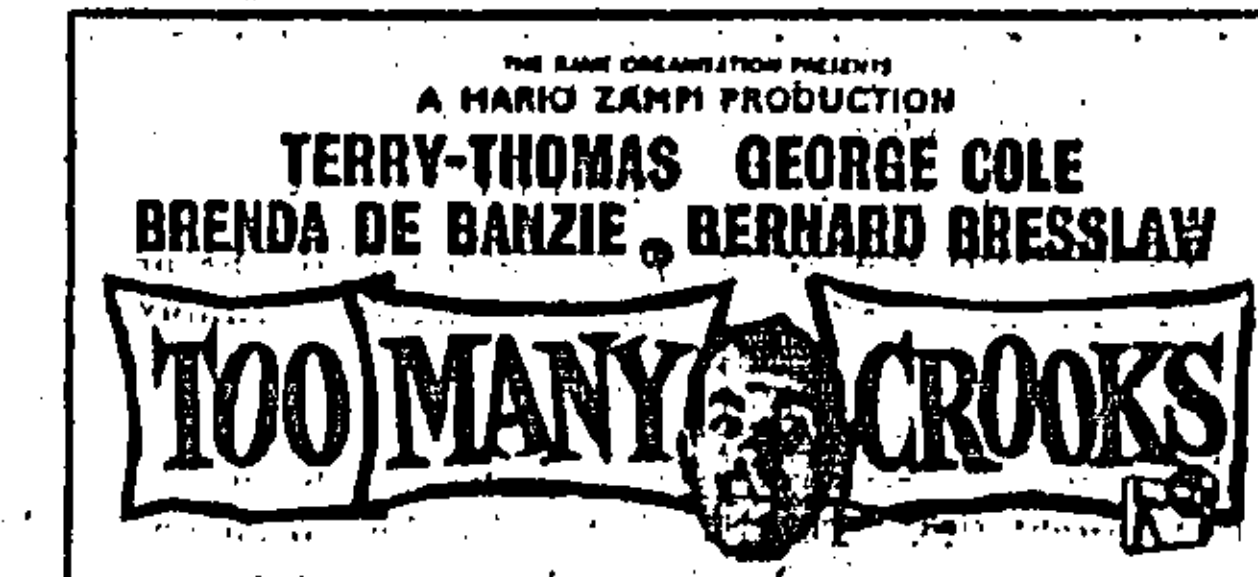 THE RANK ORGANISATION PRESENTS
A MARIO ZAMPI PRODUCTION
TERRY-THOMAS GEORGE COLE
BRENDA DE BANZIE • BERNARD BRESSLAW
TOO MANY CROOKS